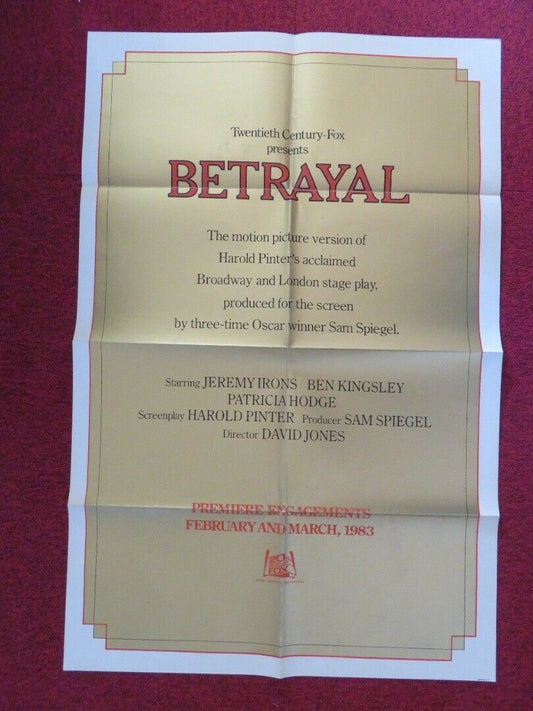 Twentieth Century-Fox
presents
BETRAYAL
The motion picture version of
Harold Pinter's acclaimed
Broadway and London stage play,
produced for the screen
by three-time Oscar winner Sam Spiegel.
Starring JEREMY IRONS BEN KINGSLEY
PATRICIA HODGE
Screenplay HAROLD PINTER Producer SAM SPIEGEL
Director DAVID JONES
PREMIERE ENGAGEMENTS
FEBRUARY AND MARCH, 1983
20
FOX